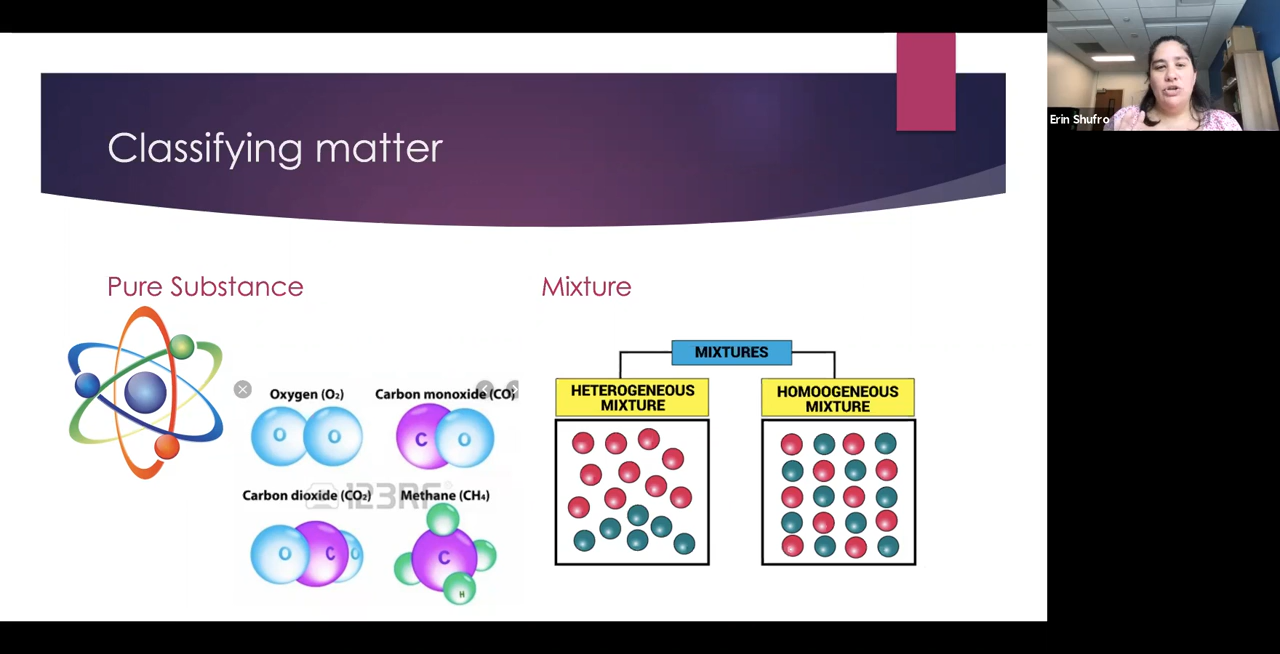 Classifying matter
Erin Shufro
Pure Substance
Mixture
Oxygen (O₂)
Carbon monoxide (CO)
O O
C O
Carbon dioxide (CO₂)
Methane (CH₄)
123RF
O C O
C
H
MIXTURES
HETEROGENEOUS
MIXTURE
HOMOOGENEOUS
MIXTURE